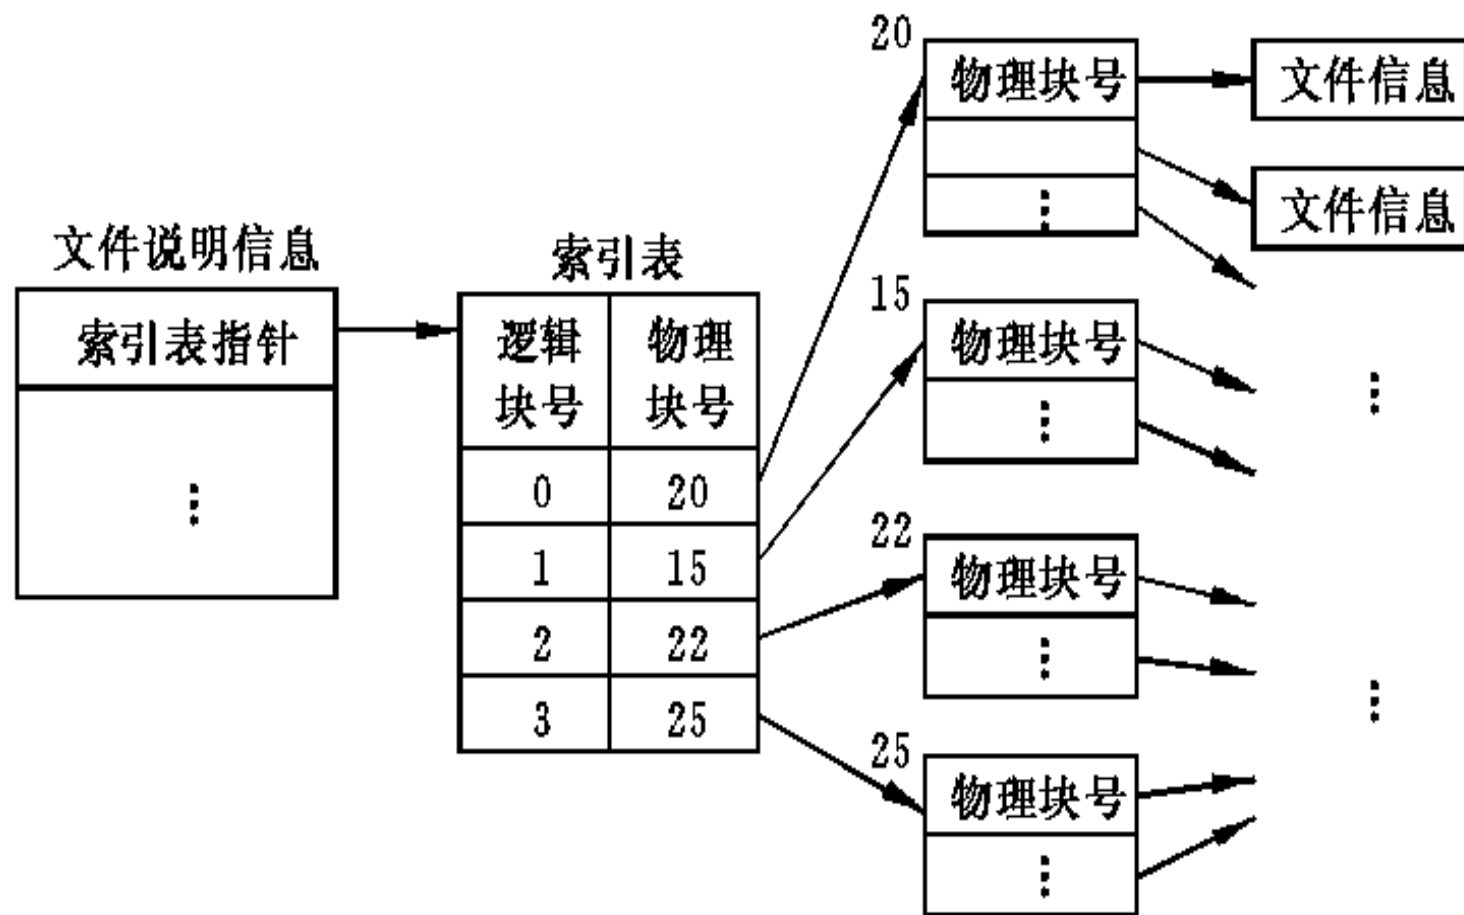 文件说明信息
索引表指针
⋮
索引表
逻辑块号 物理块号
0 20
1 15
2 22
3 25
20
物理块号
⋮
文件信息
文件信息
15
物理块号
⋮
⋮
22
物理块号
⋮
⋮
25
物理块号
⋮